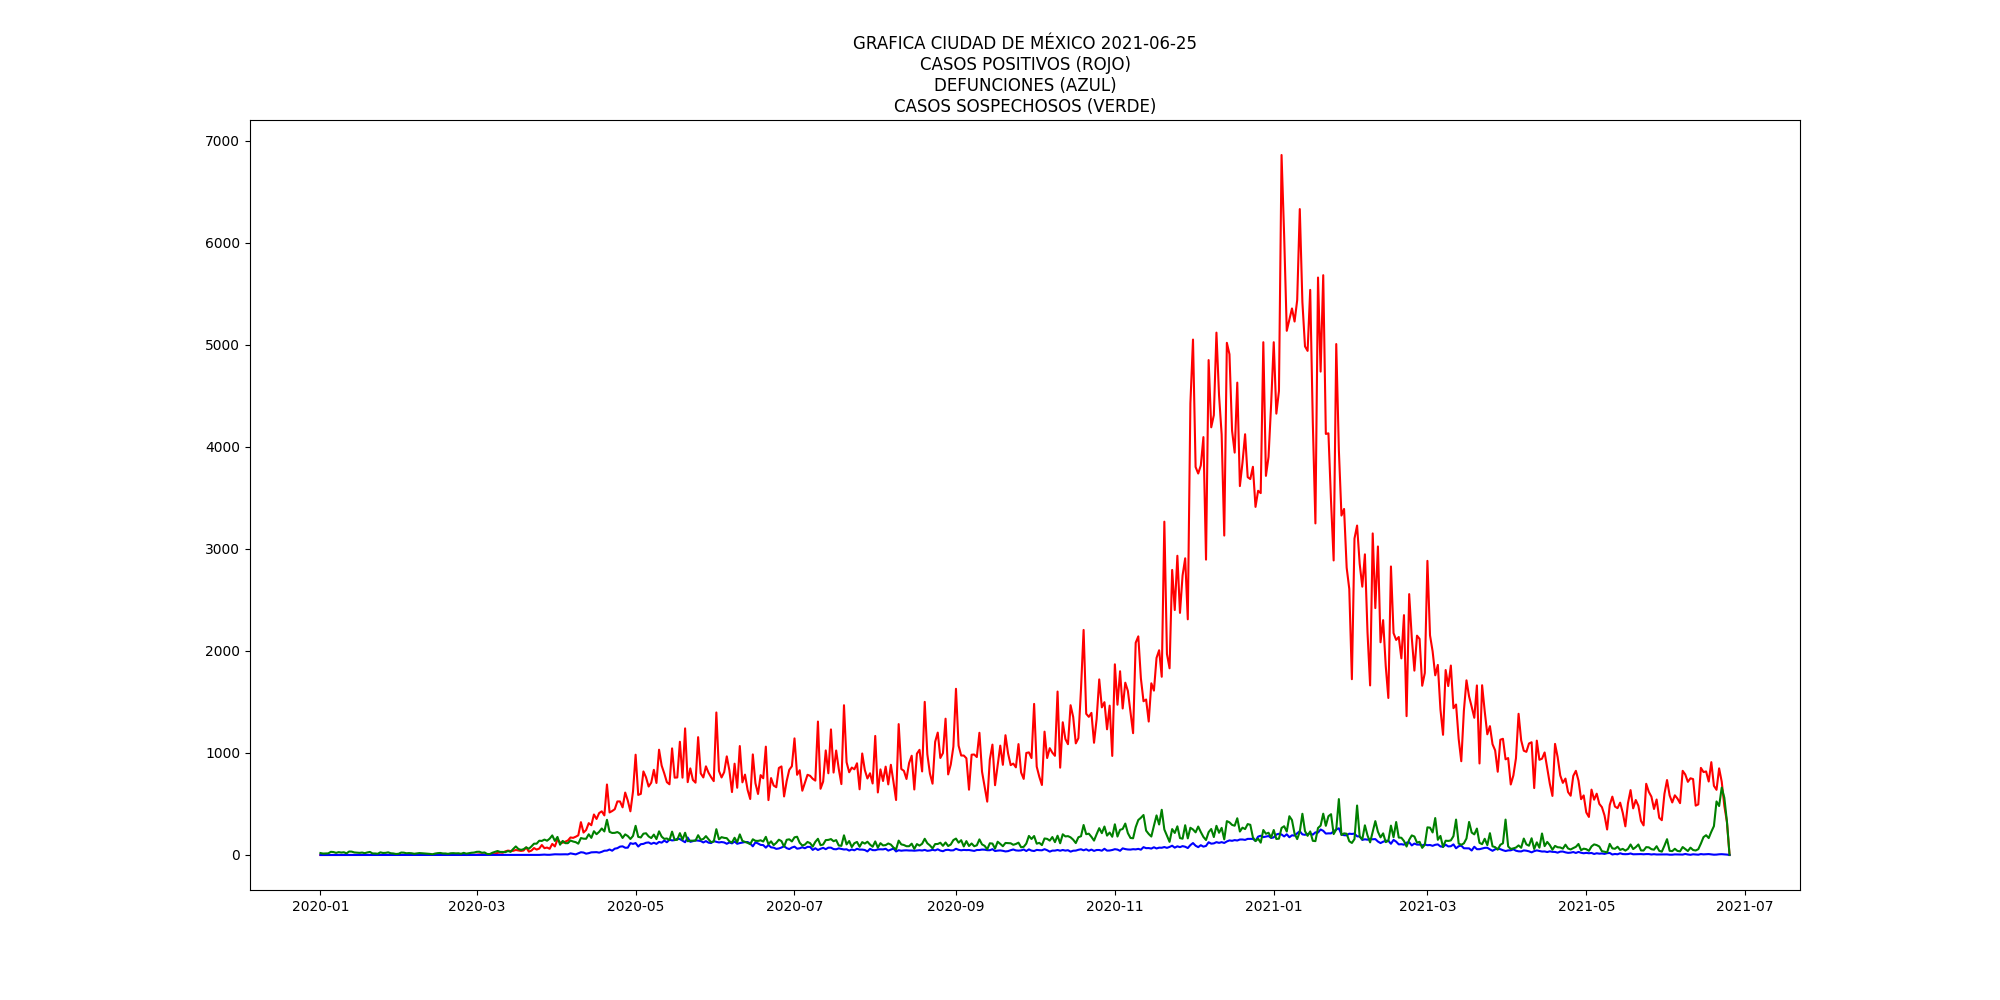 GRAFICA CIUDAD DE MÉXICO 2021-06-25
CASOS POSITIVOS (ROJO)
DEFUNCIONES (AZUL)
CASOS SOSPECHOSOS (VERDE)
7000
6000
5000
4000
3000
2000
1000
0
2020-01 2020-03 2020-05 2020-07 2020-09 2020-11 2021-01 2021-03 2021-05 2021-07